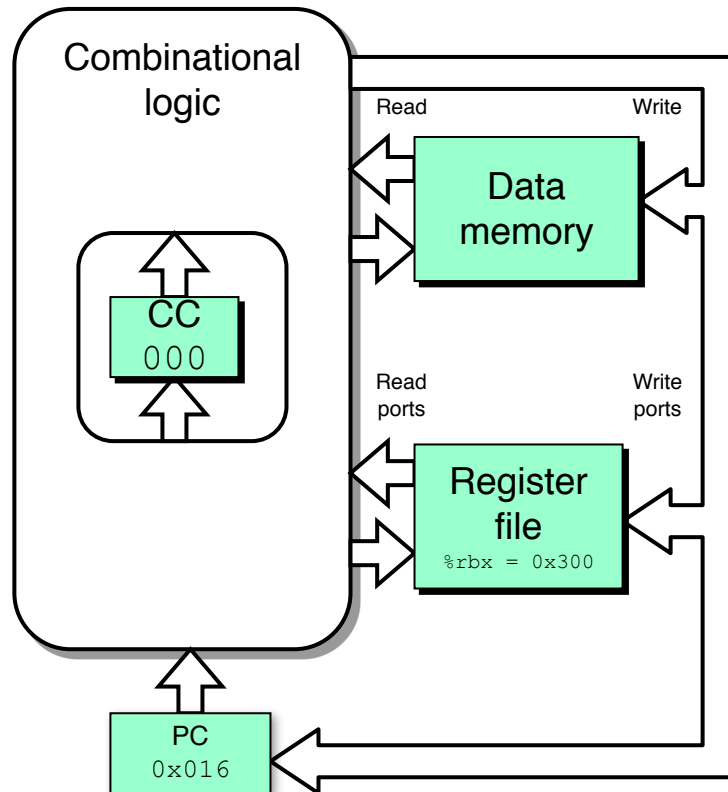 Combinational
logic
Read
Write
Data
memory
CC
000
Read
ports
Write
ports
Register
file
%rbx = 0x300
PC
0x016